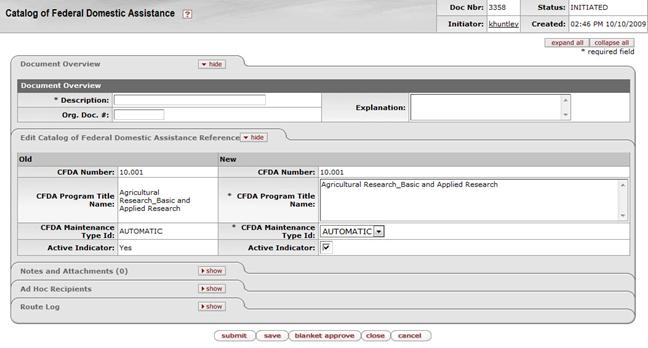 Catalog of Federal Domestic Assistance ?
Doc Nbr: 3358 Status: INITIATED
Initiator: khuntley Created: 02:46 PM 10/10/2009
expand all collapse all
* required field
Document Overview hide
Document Overview
* Description: Explanation:
Org. Doc. #:
Edit Catalog of Federal Domestic Assistance Reference hide
Old New
CFDA Number: 10.001 CFDA Number: 10.001
CFDA Program Title Name: Agricultural Research_Basic and Applied Research * CFDA Program Title Name: Agricultural Research_Basic and Applied Research
CFDA Maintenance Type Id: AUTOMATIC * CFDA Maintenance Type Id: AUTOMATIC
Active Indicator: Yes Active Indicator:
Notes and Attachments (0) show
Ad Hoc Recipients show
Route Log show
submit save blanket approve close cancel